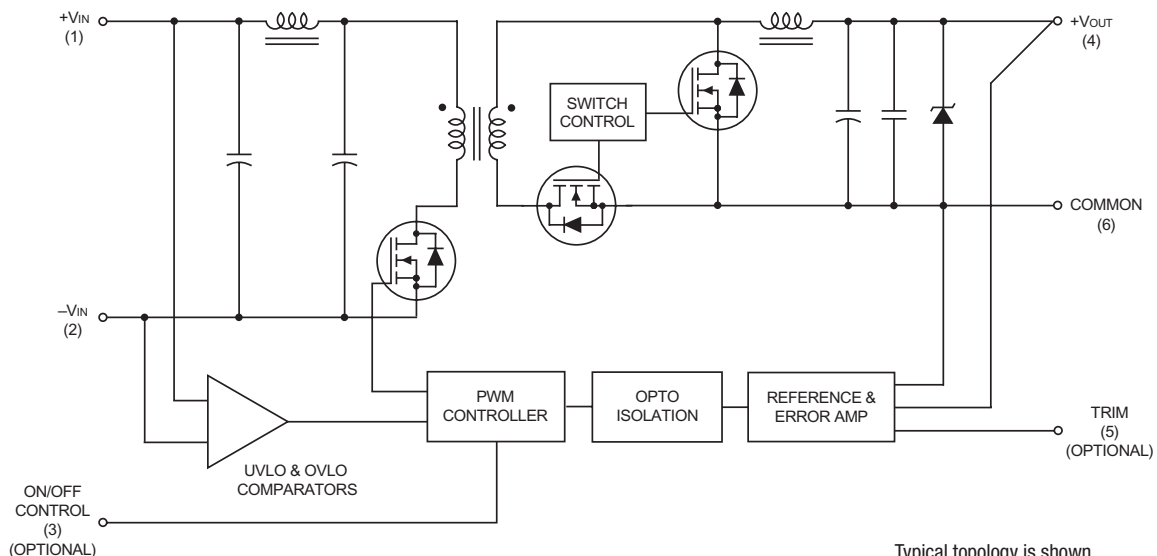 +VIN
(1)
+VOUT
(4)
SWITCH
CONTROL
COMMON
(6)
–VIN
(2)
PWM
CONTROLLER
OPTO
ISOLATION
REFERENCE &
ERROR AMP
TRIM
(5)
(OPTIONAL)
UVLO & OVLO
COMPARATORS
ON/OFF
CONTROL
(3)
(OPTIONAL)
Typical topology is shown